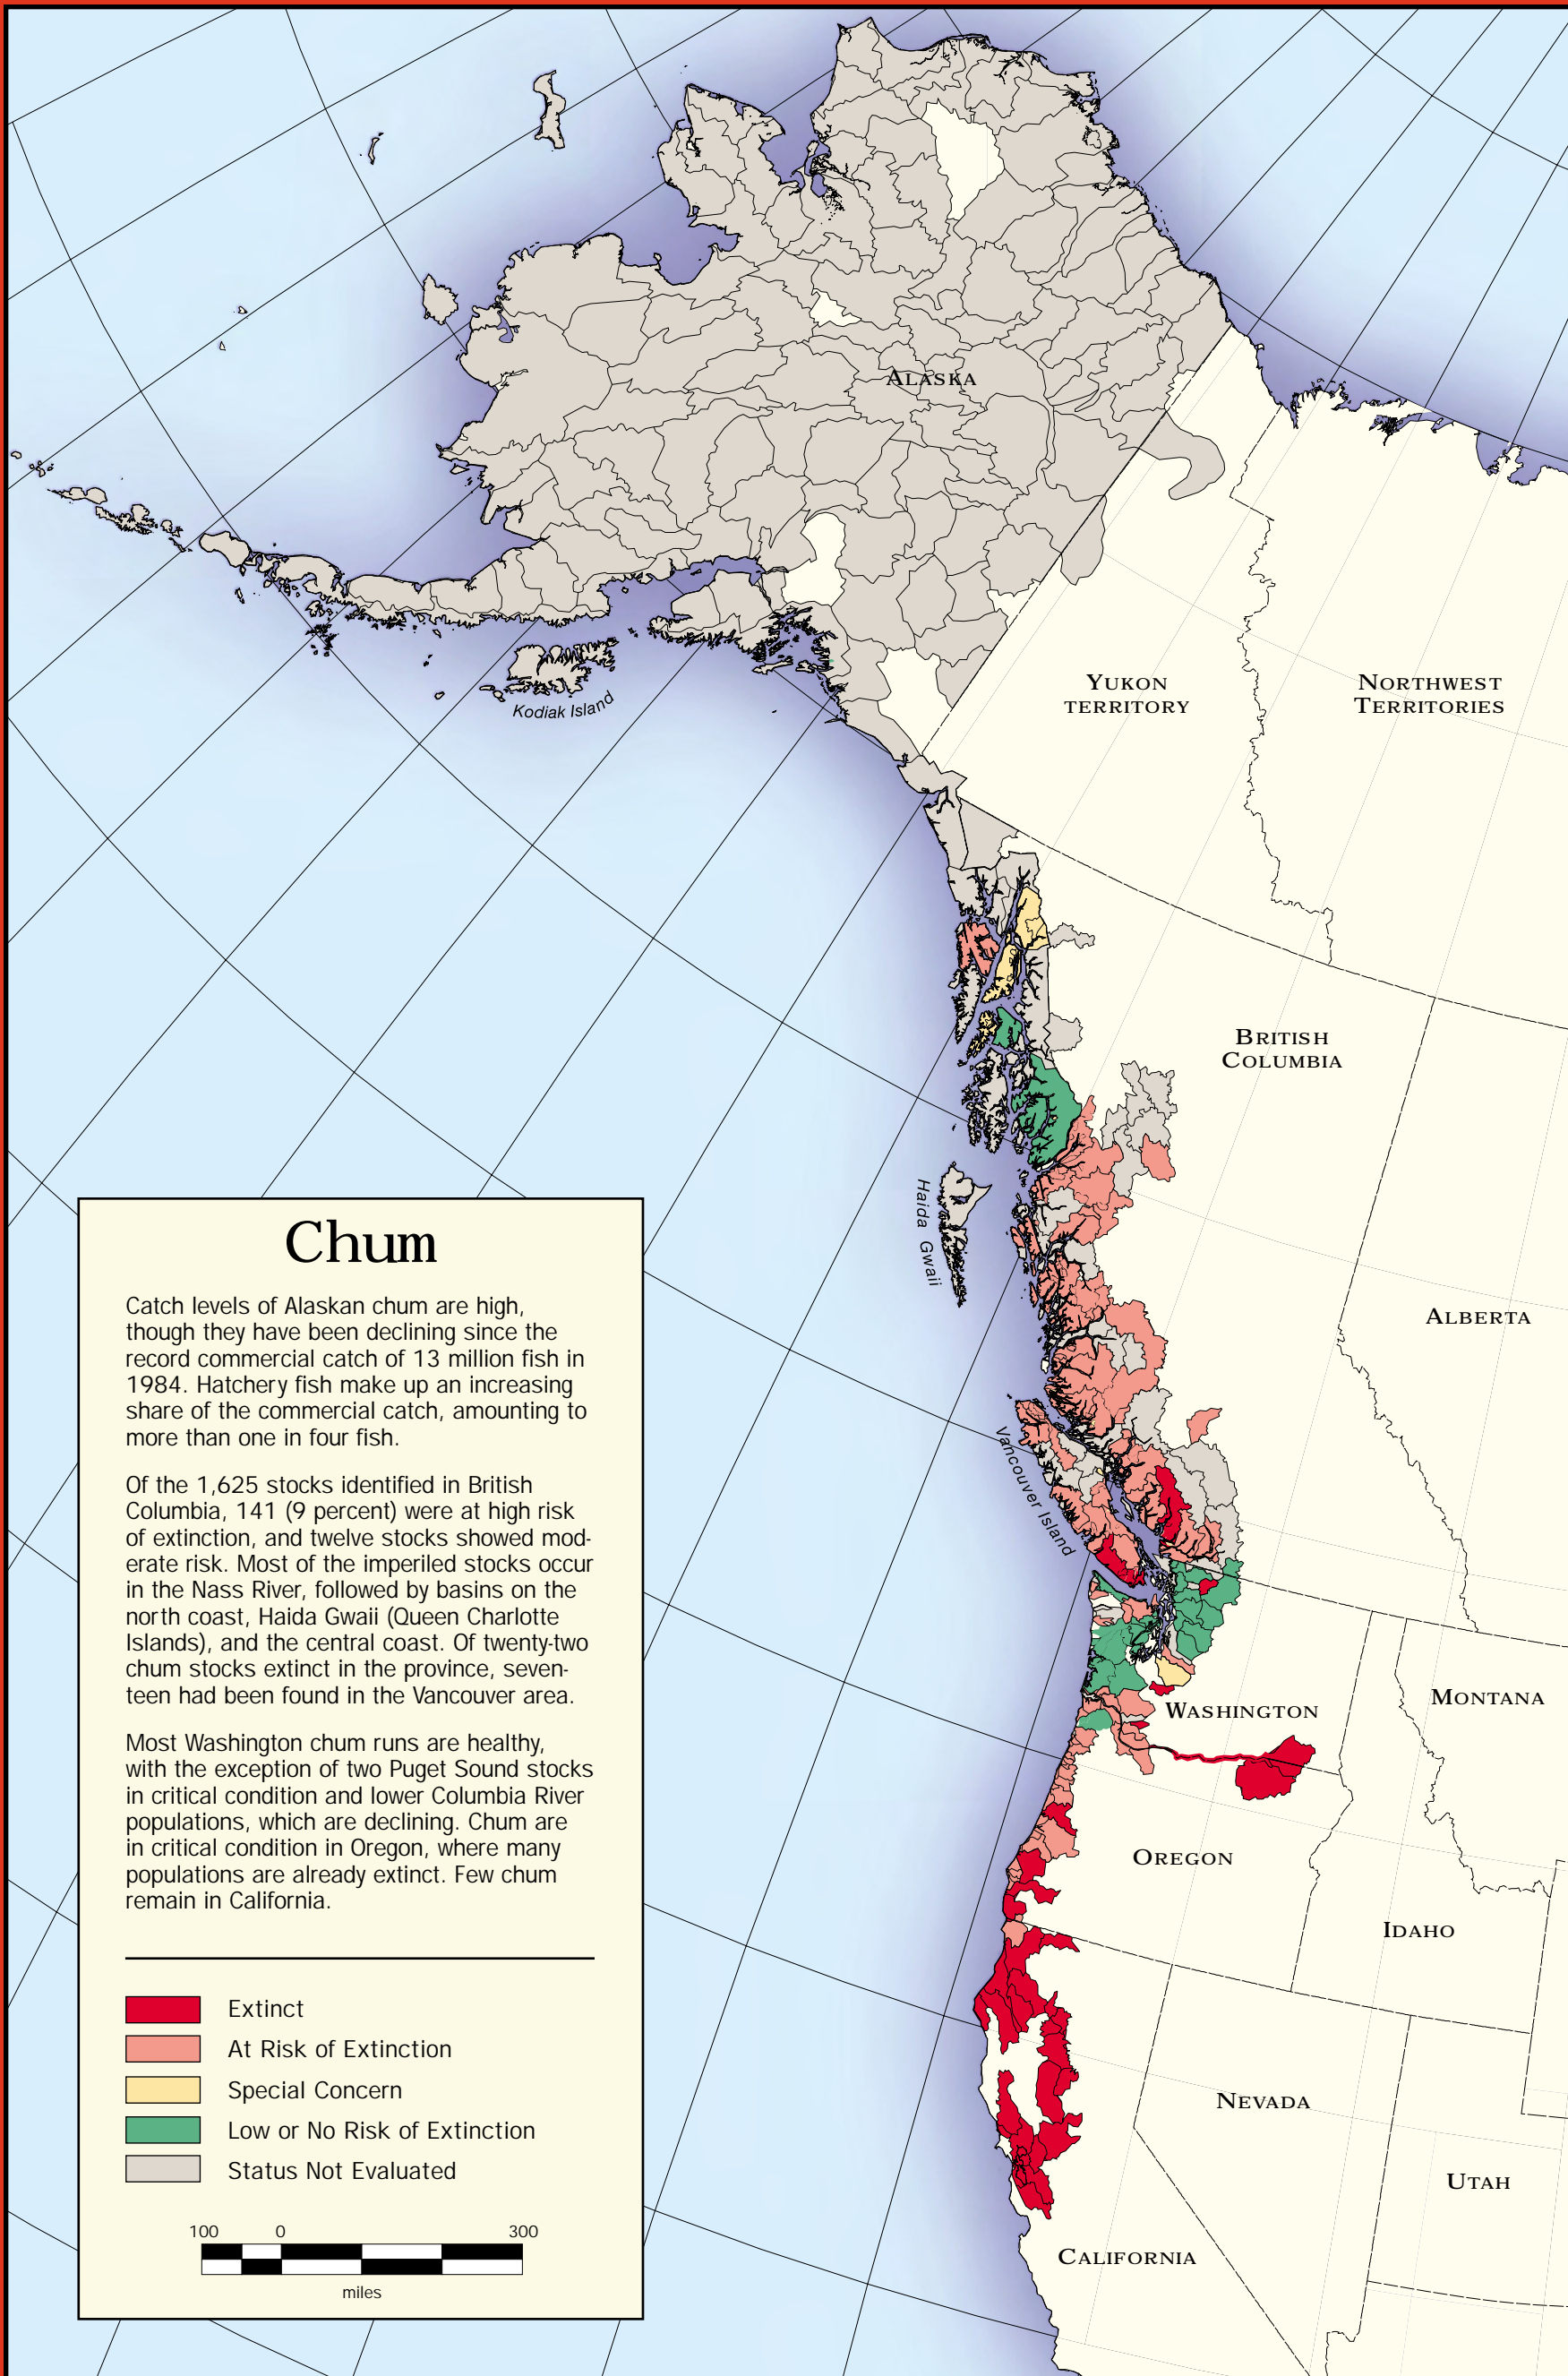 ALASKA
YUKON
TERRITORY
NORTHWEST
TERRITORIES
Kodiak Island
BRITISH
COLUMBIA
Haida Gwaii
ALBERTA
Vancouver Island
WASHINGTON
MONTANA
OREGON
IDAHO
NEVADA
UTAH
CALIFORNIA
Chum
Catch levels of Alaskan chum are high,
though they have been declining since the
record commercial catch of 13 million fish in
1984. Hatchery fish make up an increasing
share of the commercial catch, amounting to
more than one in four fish.
Of the 1,625 stocks identified in British
Columbia, 141 (9 percent) were at high risk
of extinction, and twelve stocks showed mod-
erate risk. Most of the imperiled stocks occur
in the Nass River, followed by basins on the
north coast, Haida Gwaii (Queen Charlotte
Islands), and the central coast. Of twenty-two
chum stocks extinct in the province, seven-
teen had been found in the Vancouver area.
Most Washington chum runs are healthy,
with the exception of two Puget Sound stocks
in critical condition and lower Columbia River
populations, which are declining. Chum are
in critical condition in Oregon, where many
populations are already extinct. Few chum
remain in California.
Extinct
At Risk of Extinction
Special Concern
Low or No Risk of Extinction
Status Not Evaluated
100 0 300
miles